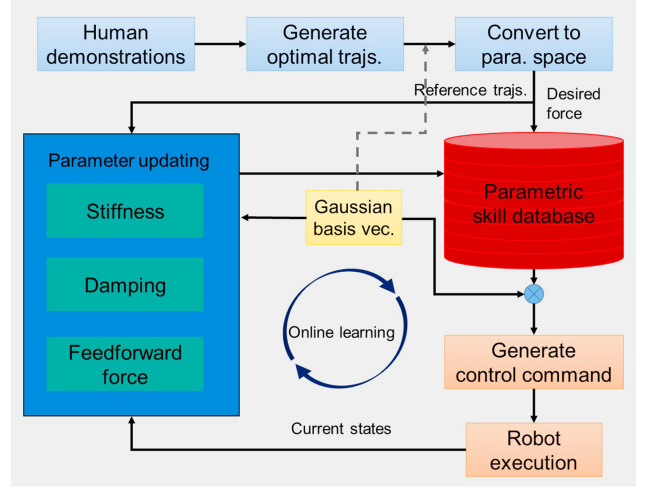 Human
demonstrations
Generate
optimal trajs.
Convert to
para. space
Reference trajs.
Desired
force
Parameter updating
Stiffness
Damping
Feedforward
force
Gaussian
basis vec.
Parametric
skill database
Online learning
Generate
control command
Current states
Robot
execution